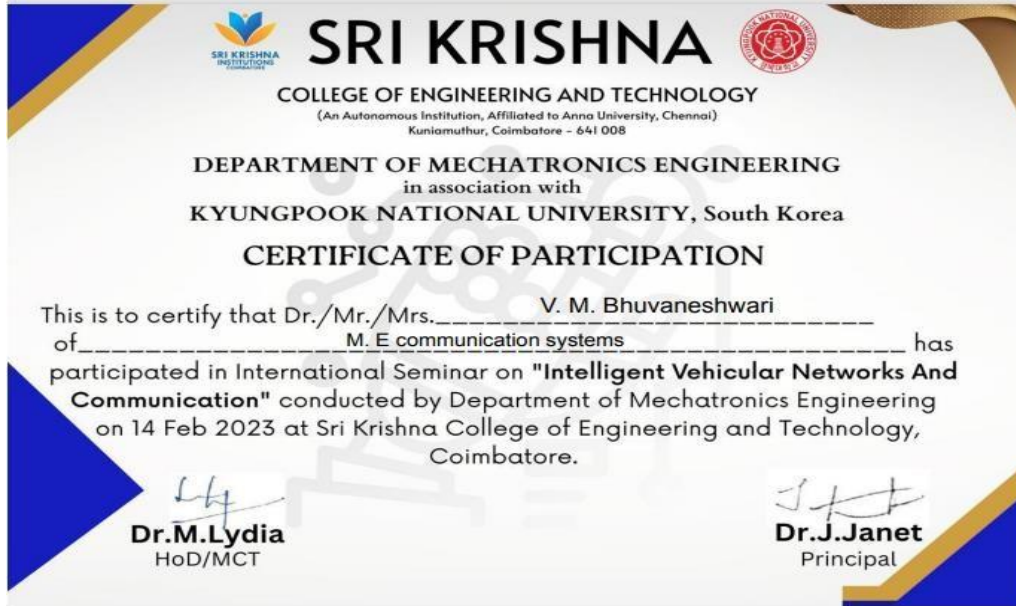 SRI KRISHNA
INSTITUTIONS
COIMBATORE
SRI KRISHNA
KYUNGPOOK NATIONAL UNIVERSITY
COLLEGE OF ENGINEERING AND TECHNOLOGY
(An Autonomous Institution, Affiliated to Anna University, Chennai)
Kuniamuthur, Coimbatore - 641 008
DEPARTMENT OF MECHATRONICS ENGINEERING
in association with
KYUNGPOOK NATIONAL UNIVERSITY, South Korea
CERTIFICATE OF PARTICIPATION
This is to certify that Dr./Mr./Mrs. V. M. Bhuvaneshwari
of M. E communication systems has
participated in International Seminar on "Intelligent Vehicular Networks And
Communication" conducted by Department of Mechatronics Engineering
on 14 Feb 2023 at Sri Krishna College of Engineering and Technology,
Coimbatore.
Dr.M.Lydia
HoD/MCT
Dr.J.Janet
Principal